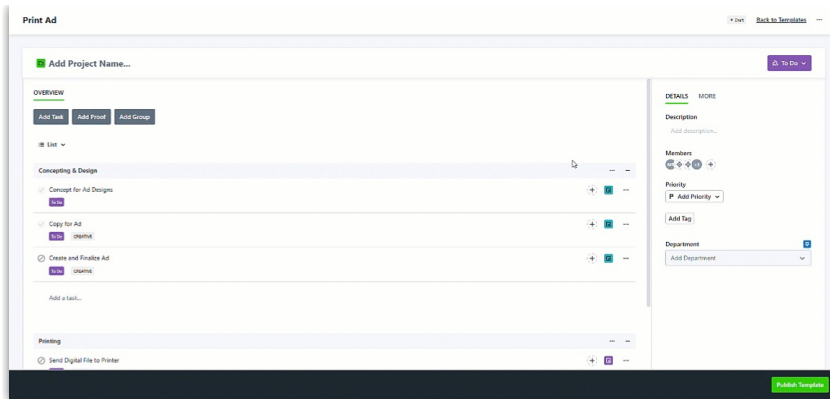 Print Ad
Draft
Back to Templates
Add Project Name...
To Do
OVERVIEW
Add Task
Add Proof
Add Group
List
Concepting & Design
Concept for Ad Designs
To Do
Copy for Ad
To Do CREATIVE
Create and Finalize Ad
To Do CREATIVE
Add a task...
Printing
Send Digital File to Printer
DETAILS MORE
Description
Add description...
Members
Priority
Add Priority
Add Tag
Department
Add Department
Publish Template